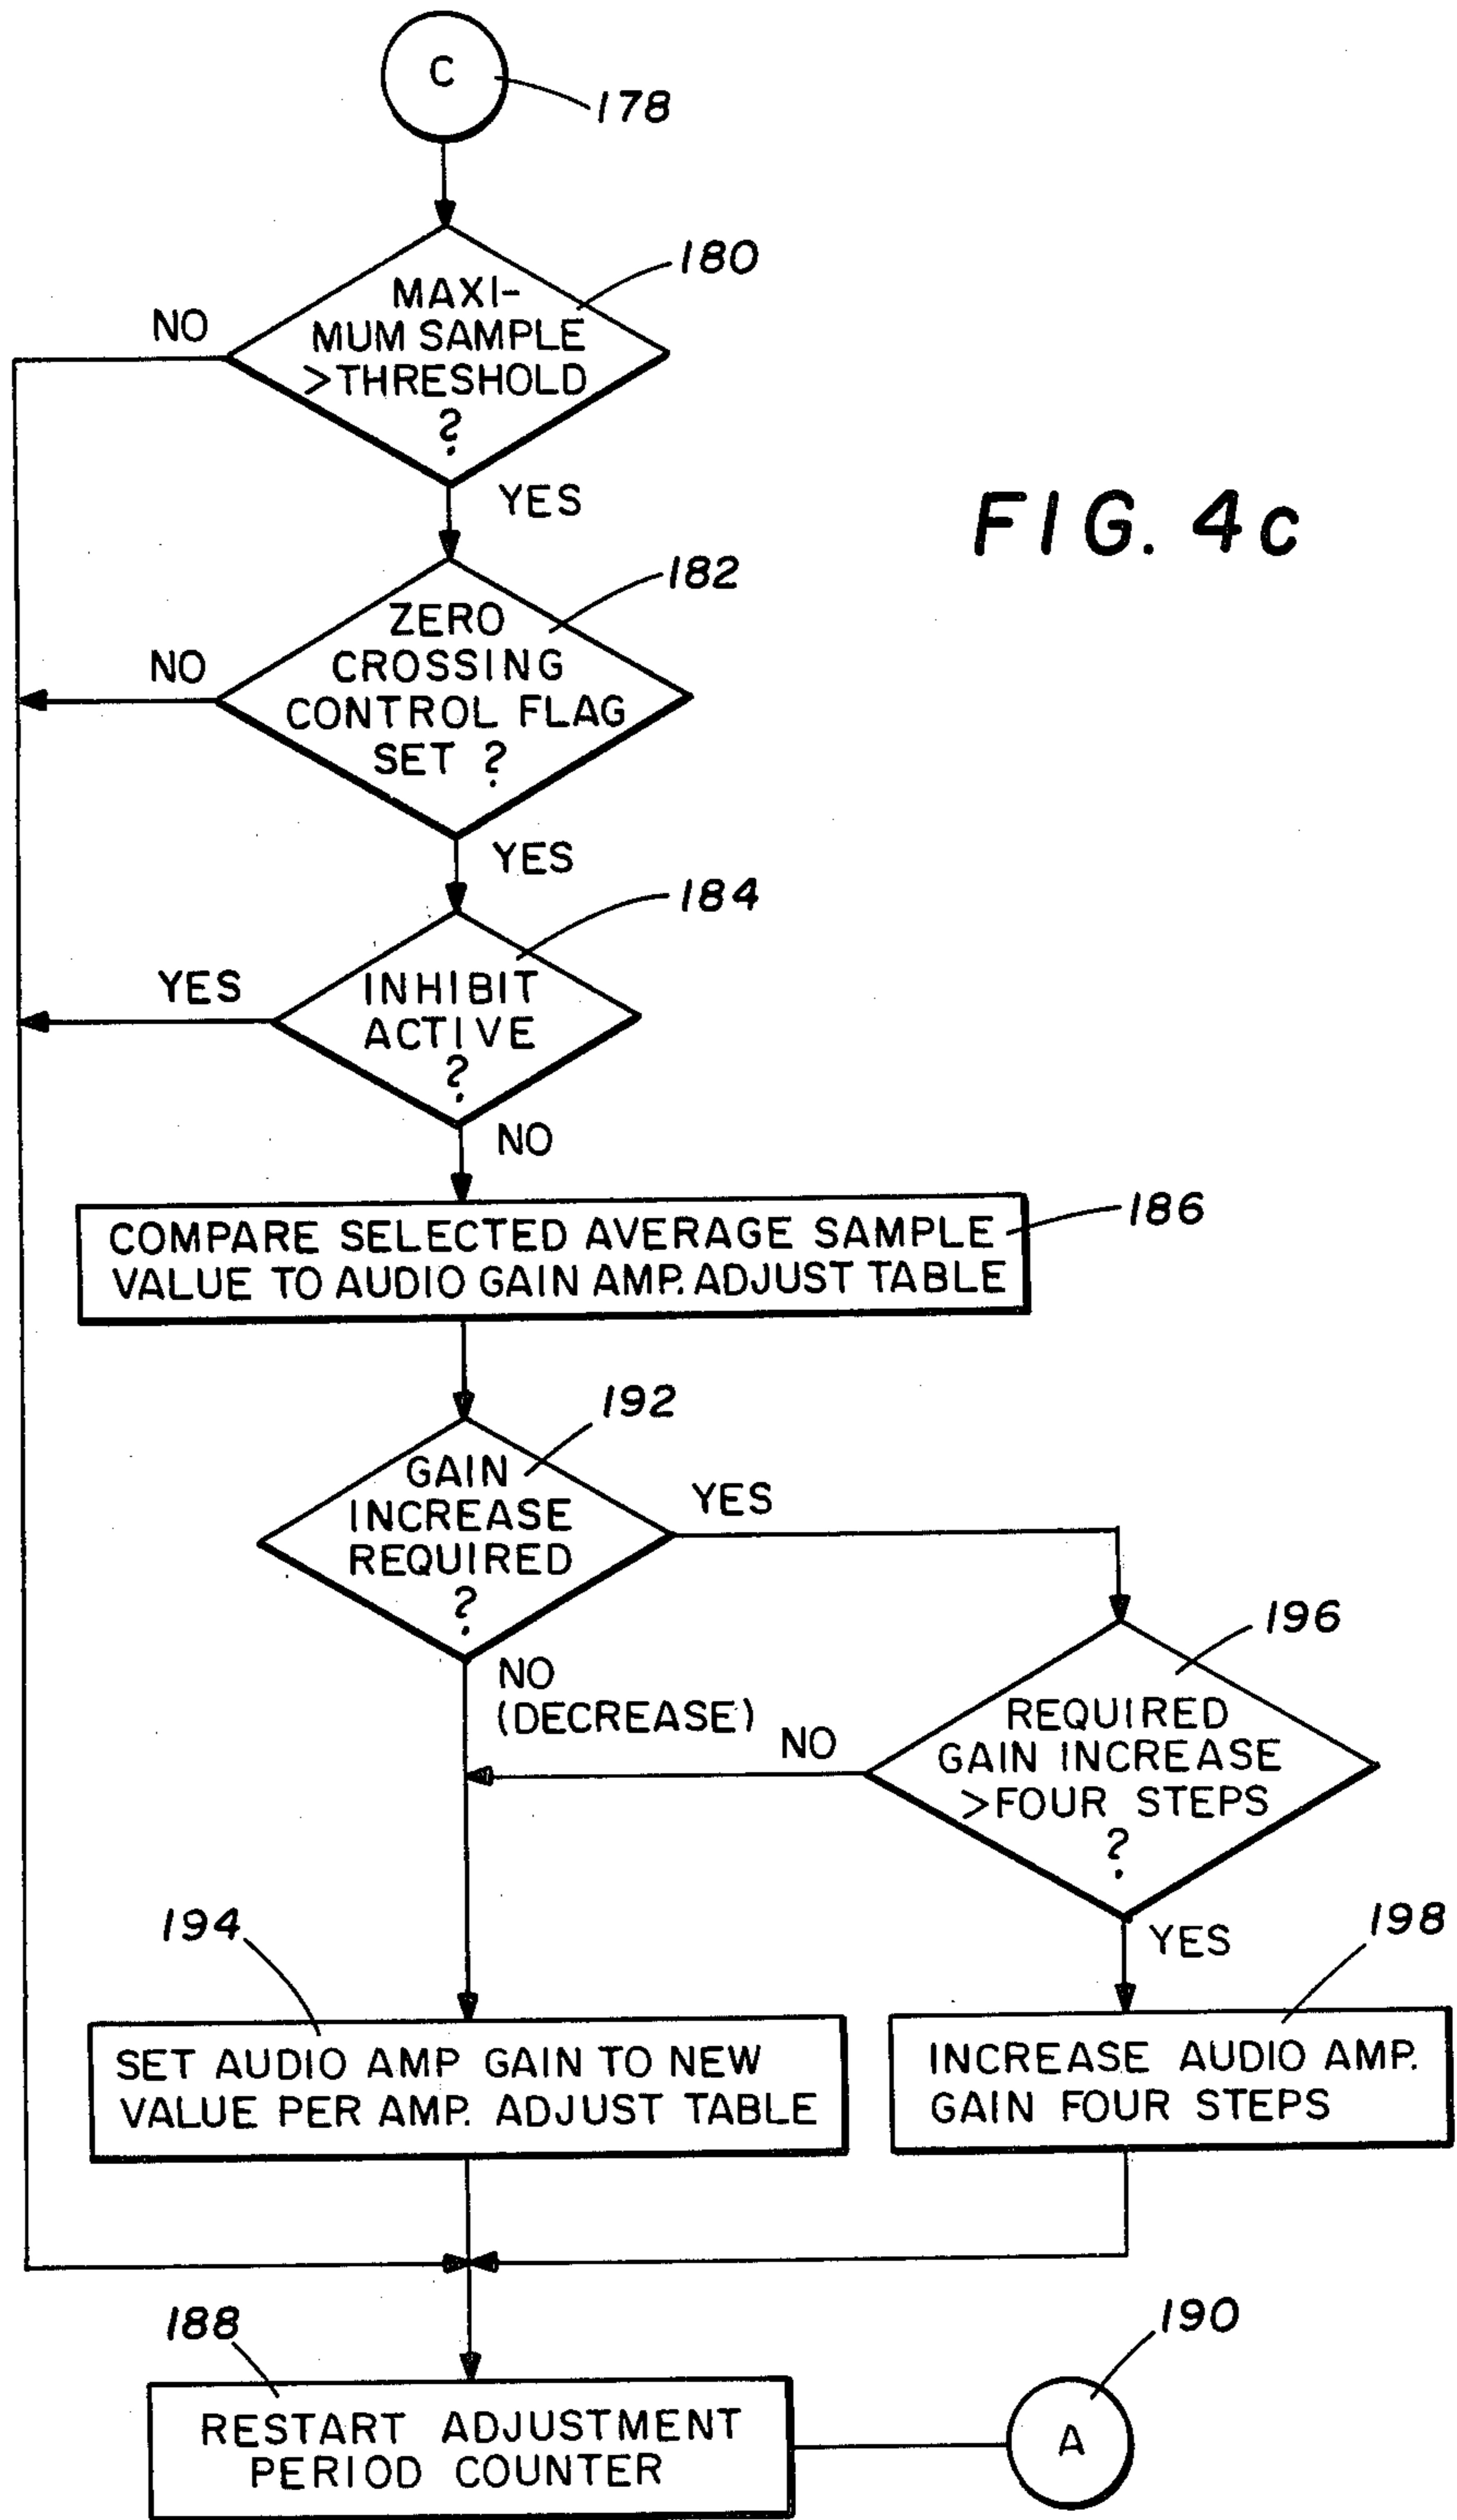 C
178
180
MAXI-
MUM SAMPLE
>THRESHOLD
?
NO
YES
FIG. 4c
182
ZERO
CROSSING
CONTROL FLAG
SET ?
NO
YES
184
INHIBIT
ACTIVE
?
YES
NO
186
COMPARE SELECTED AVERAGE SAMPLE
VALUE TO AUDIO GAIN AMP. ADJUST TABLE
192
GAIN
INCREASE
REQUIRED
?
YES
NO
(DECREASE)
196
REQUIRED
GAIN INCREASE
>FOUR STEPS
?
NO
YES
194
SET AUDIO AMP GAIN TO NEW
VALUE PER AMP. ADJUST TABLE
198
INCREASE AUDIO AMP.
GAIN FOUR STEPS
188
RESTART ADJUSTMENT
PERIOD COUNTER
190
A